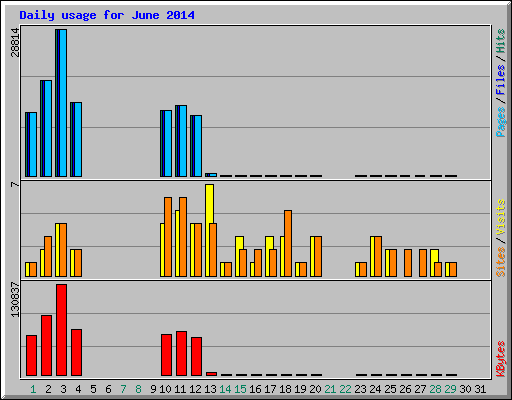 Daily usage for June 2014
28814
Pages/Files/Hits
7
Sites/Visits
130837
KBytes
1 2 3 4 5 6 7 8 9 10 11 12 13 14 15 16 17 18 19 20 21 22 23 24 25 26 27 28 29 30 31